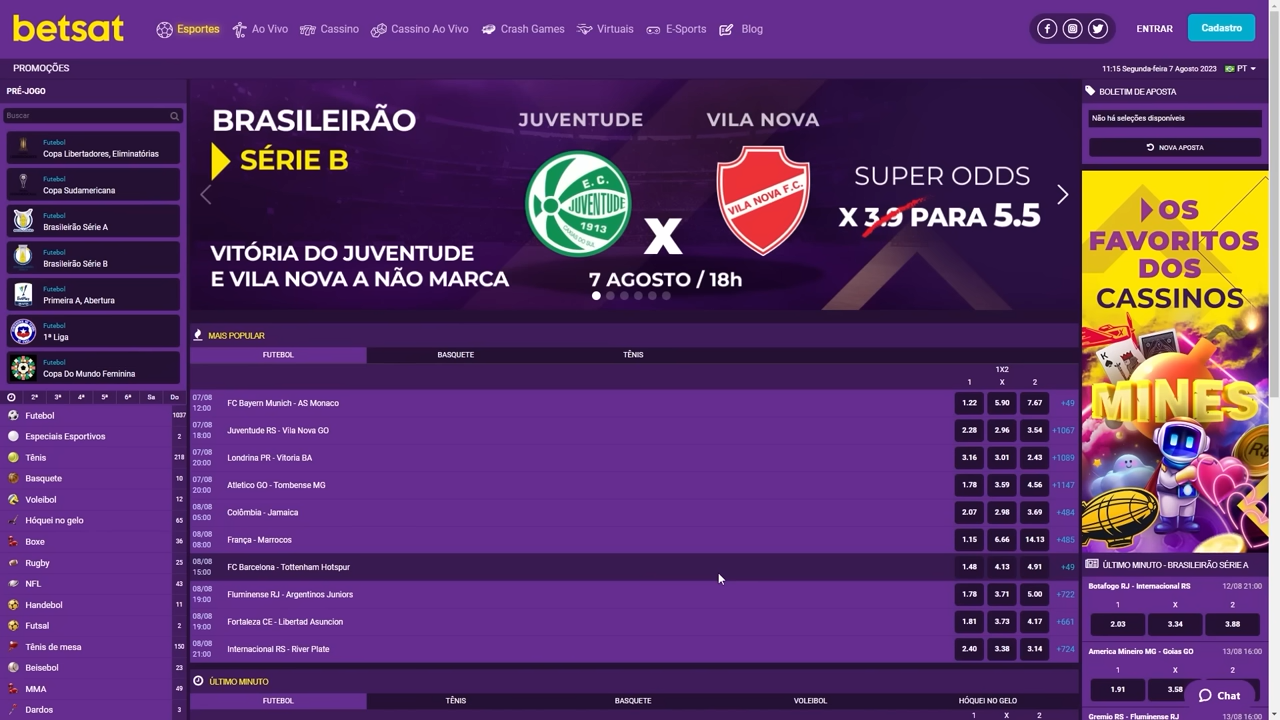 betsat
Esportes
Ao Vivo
Cassino
Cassino Ao Vivo
Crash Games
Virtuais
E-Sports
Blog
ENTRAR
Cadastro
PROMOÇÕES
11:15 Segunda-feira 7 Agosto 2023
PT
PRÉ-JOGO
Buscar
Futebol
Copa Libertadores, Eliminatórias
Futebol
Copa Sudamericana
Futebol
Brasileirão Série A
Futebol
Brasileirão Série B
Futebol
Primeira A, Abertura
Futebol
1ª Liga
Futebol
Copa Do Mundo Feminina
2ª 3ª 4ª 5ª 6ª Sa Do
Futebol 1037
Especiais Esportivos 2
Tênis 218
Basquete 10
Voleibol 12
Hóquei no gelo 65
Boxe 36
Rugby 25
NFL 43
Handebol 11
Futsal 2
Tênis de mesa 150
Beisebol 23
MMA 49
Dardos 3
BRASILEIRÃO
SÉRIE B
VITÓRIA DO JUVENTUDE
E VILA NOVA A NÃO MARCA
JUVENTUDE
VILA NOVA
E.C.
JUVENTUDE
1913
CAXIAS DO SUL
X
VILA NOVA F.C.
7 AGOSTO / 18h
SUPER ODDS
X 3.9 PARA 5.5
MAIS POPULAR
FUTEBOL BASQUETE TÊNIS
1X2
1 X 2
07/08 12:00 FC Bayern Munich - AS Monaco 1.22 5.90 7.67 +49
07/08 18:00 Juventude RS - Vila Nova GO 2.28 2.96 3.54 +1067
07/08 20:00 Londrina PR - Vitoria BA 3.16 3.01 2.43 +1089
07/08 20:00 Atletico GO - Tombense MG 1.78 3.59 4.56 +1147
08/08 05:00 Colômbia - Jamaica 2.07 2.98 3.69 +484
08/08 08:00 França - Marrocos 1.15 6.66 14.13 +485
08/08 15:00 FC Barcelona - Tottenham Hotspur 1.48 4.13 4.91 +49
08/08 19:00 Fluminense RJ - Argentinos Juniors 1.78 3.71 5.00 +722
08/08 19:00 Fortaleza CE - Libertad Asuncion 1.81 3.73 4.17 +661
08/08 21:00 Internacional RS - River Plate 2.40 3.38 3.14 +724
ÚLTIMO MINUTO
FUTEBOL TÊNIS BASQUETE VOLEIBOL HÓQUEI NO GELO
1 X 2
BOLETIM DE APOSTA
Não há seleções disponíveis
NOVA APOSTA
OS
FAVORITOS
DOS
CASSINOS
K
MINES
R$
ÚLTIMO MINUTO - BRASILEIRÃO SÉRIE A
Botafogo RJ - Internacional RS 12/08 21:00
1 X 2
2.03 3.34 3.88
America Mineiro MG - Goias GO 13/08 16:00
1 X 2
1.91 3.58
Gremio RS - Fluminense RJ 13/08 16:00
Chat